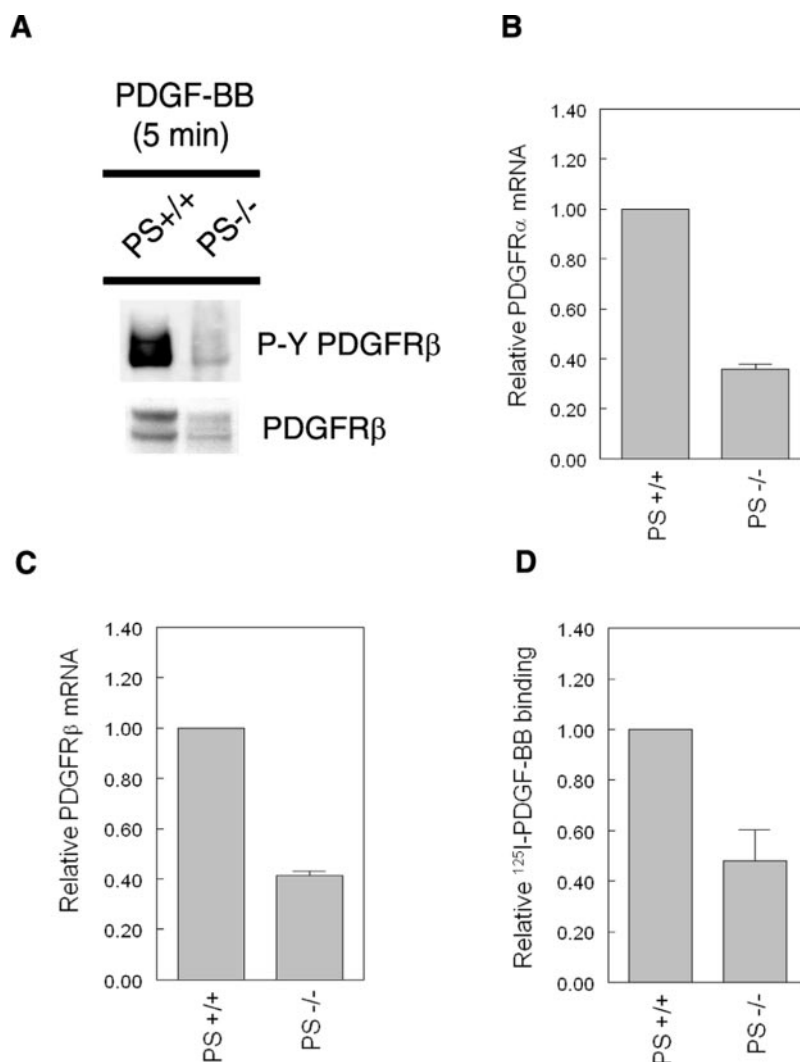 A
PDGF-BB
(5 min)
PS+/+
PS-/-
P-Y PDGFRβ
PDGFRβ
B
Relative PDGFRα mRNA
1.40
1.20
1.00
0.80
0.60
0.40
0.20
0.00
PS +/+
PS -/-
C
Relative PDGFRβ mRNA
1.40
1.20
1.00
0.80
0.60
0.40
0.20
0.00
PS +/+
PS -/-
D
Relative ¹²⁵I-PDGF-BB binding
1.40
1.20
1.00
0.80
0.60
0.40
0.20
0.00
PS +/+
PS -/-